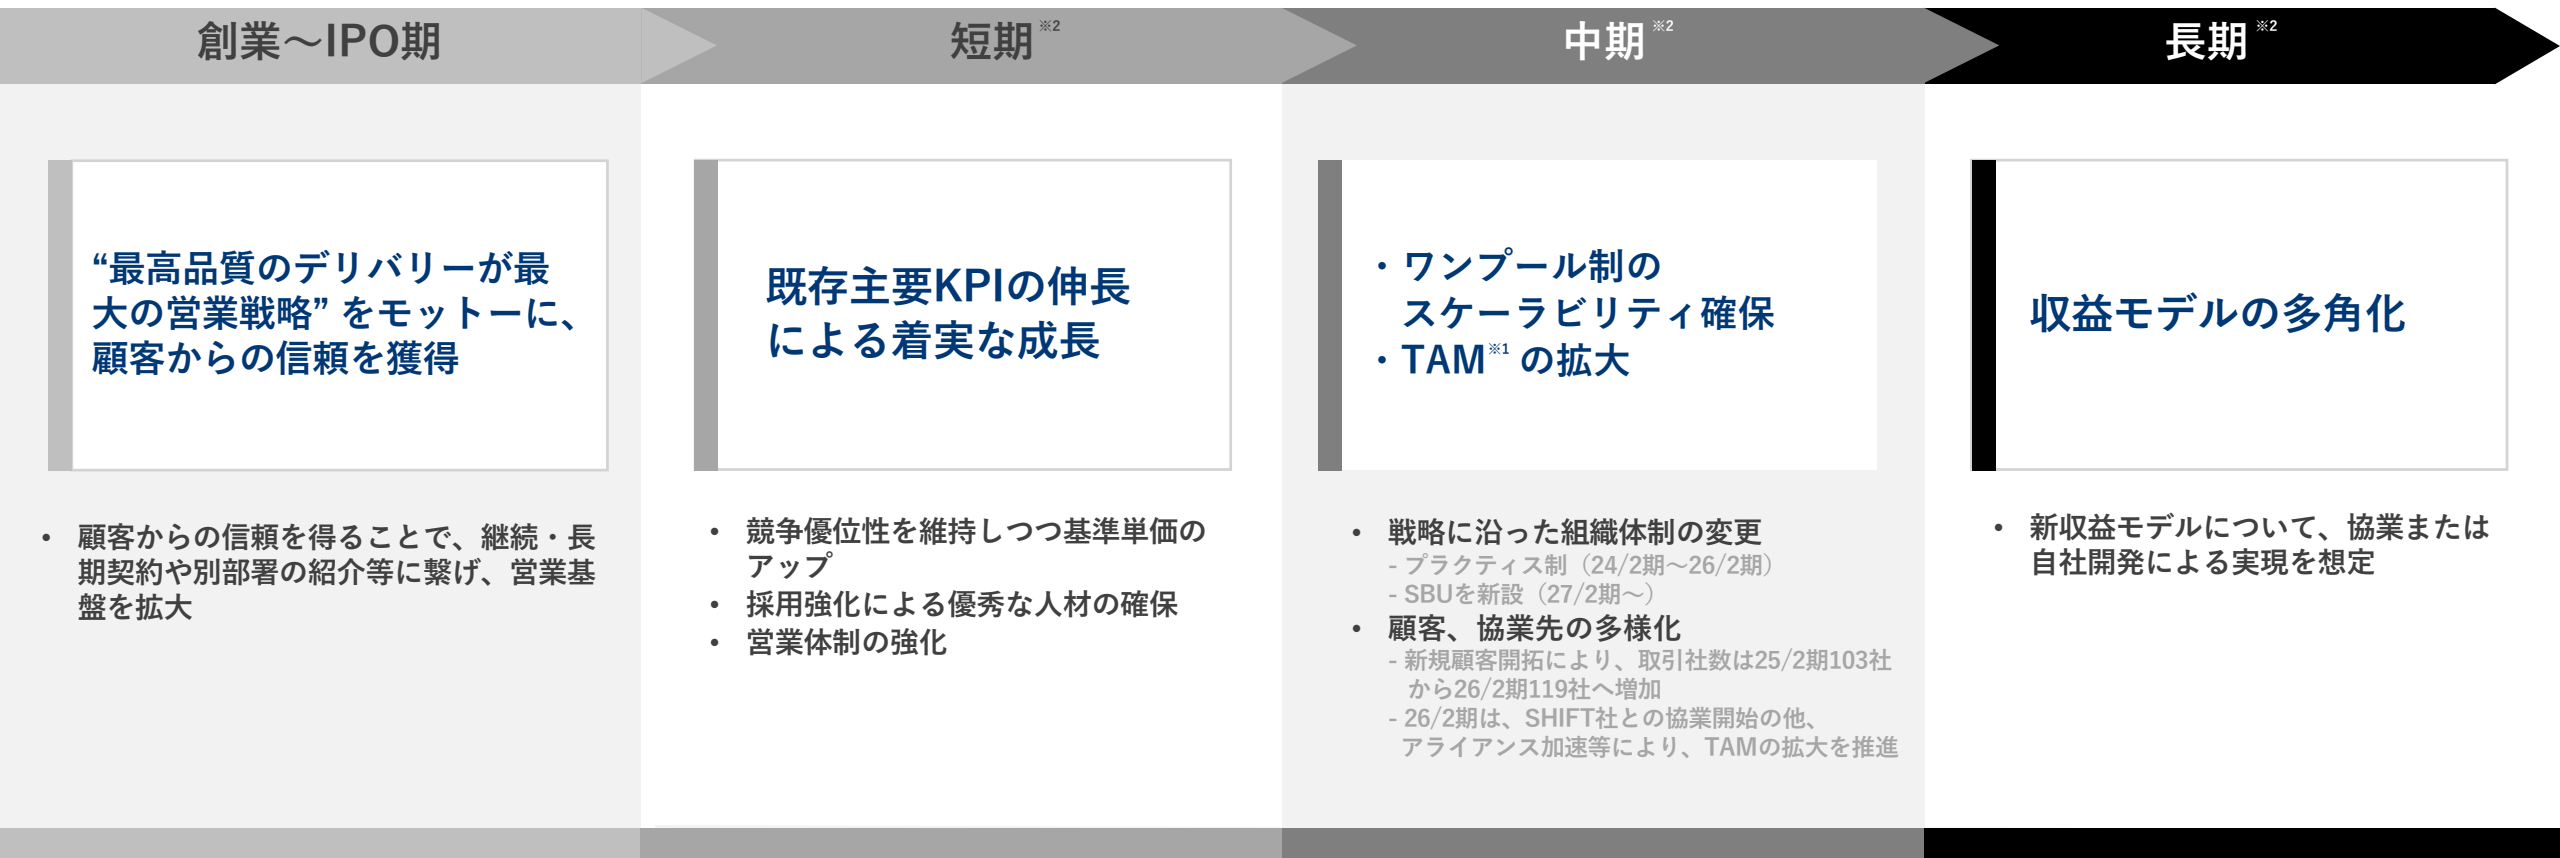 創業～IPO期
短期※2
中期※2
長期※2
“最高品質のデリバリーが最
大の営業戦略” をモットーに、
顧客からの信頼を獲得
既存主要KPIの伸長
による着実な成長
・ワンプール制の
スケーラビリティ確保
・TAM※1 の拡大
収益モデルの多角化
• 顧客からの信頼を得ることで、継続・長
期契約や別部署の紹介等に繋げ、営業基
盤を拡大
• 競争優位性を維持しつつ基準単価の
アップ
• 採用強化による優秀な人材の確保
• 営業体制の強化
• 戦略に沿った組織体制の変更
- プラクティス制（24/2期～26/2期）
- SBUを新設（27/2期～）
• 顧客、協業先の多様化
- 新規顧客開拓により、取引社数は25/2期103社
から26/2期119社へ増加
- 26/2期は、SHIFT社との協業開始の他、
アライアンス加速等により、TAMの拡大を推進
• 新収益モデルについて、協業または
自社開発による実現を想定